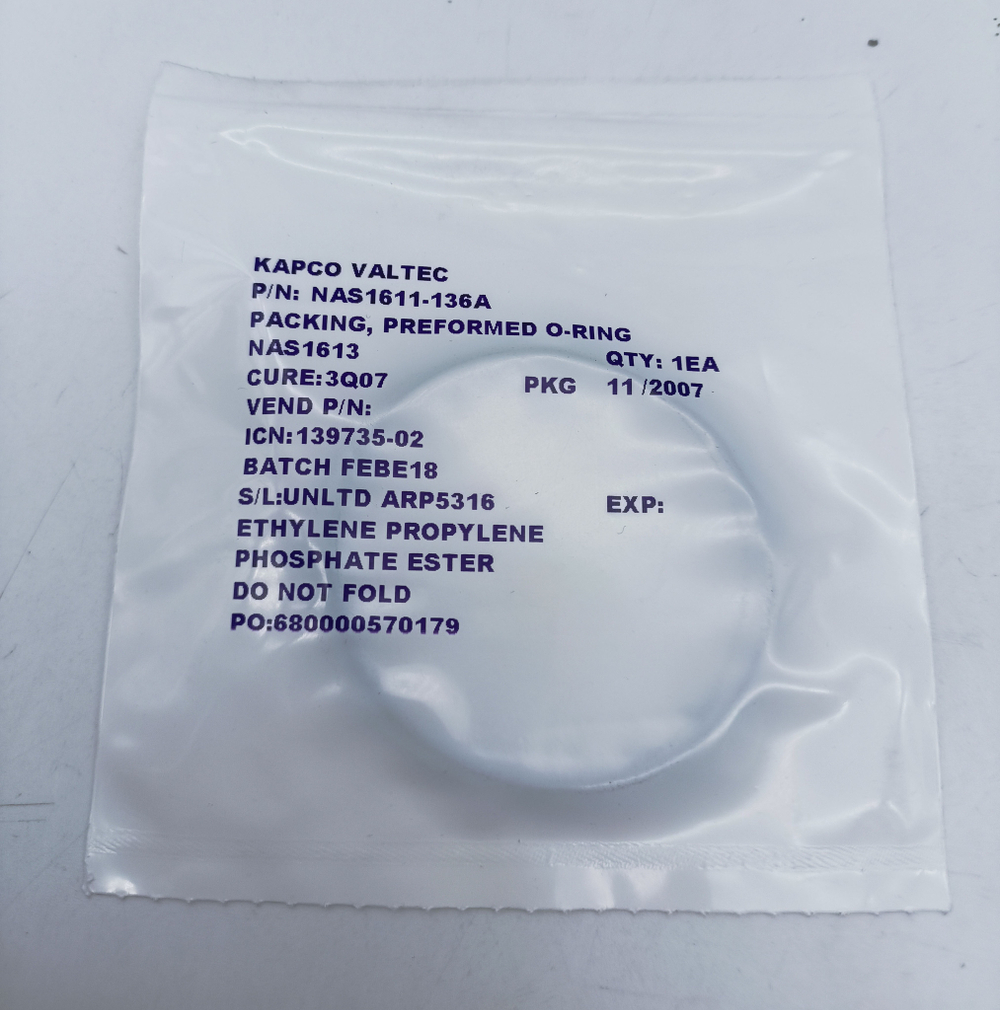 KAPCO VALTEC
P/N: NAS1611-136A
PACKING, PREFORMED O-RING
NAS1613 QTY: 1EA
CURE:3Q07 PKG 11 /2007
VEND P/N:
ICN:139735-02
BATCH FEBE18
S/L:UNLTD ARP5316 EXP:
ETHYLENE PROPYLENE
PHOSPHATE ESTER
DO NOT FOLD
PO:680000570179